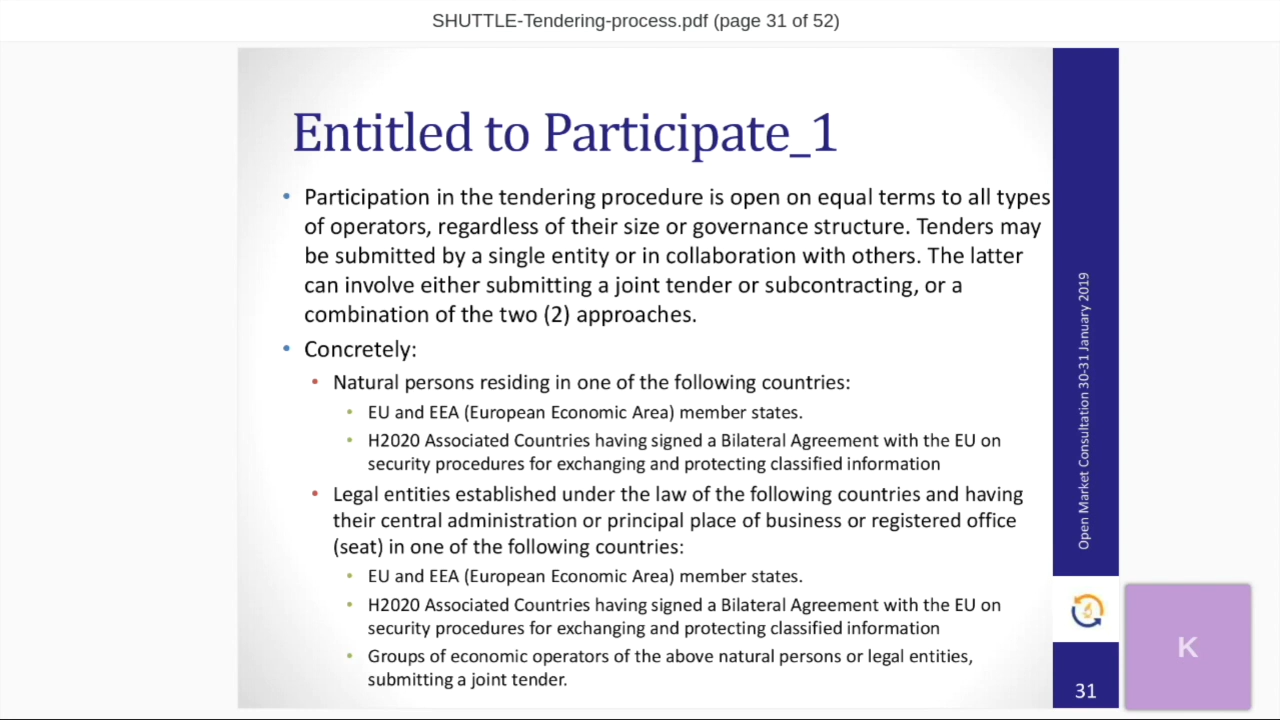 SHUTTLE-Tendering-process.pdf (page 31 of 52)
Entitled to Participate_1
• Participation in the tendering procedure is open on equal terms to all types
of operators, regardless of their size or governance structure. Tenders may
be submitted by a single entity or in collaboration with others. The latter
can involve either submitting a joint tender or subcontracting, or a
combination of the two (2) approaches.
• Concretely:
• Natural persons residing in one of the following countries:
• EU and EEA (European Economic Area) member states.
• H2020 Associated Countries having signed a Bilateral Agreement with the EU on
security procedures for exchanging and protecting classified information
• Legal entities established under the law of the following countries and having
their central administration or principal place of business or registered office
(seat) in one of the following countries:
• EU and EEA (European Economic Area) member states.
• H2020 Associated Countries having signed a Bilateral Agreement with the EU on
security procedures for exchanging and protecting classified information
• Groups of economic operators of the above natural persons or legal entities,
submitting a joint tender.
Open Market Consultation 30-31 January 2019
31
K